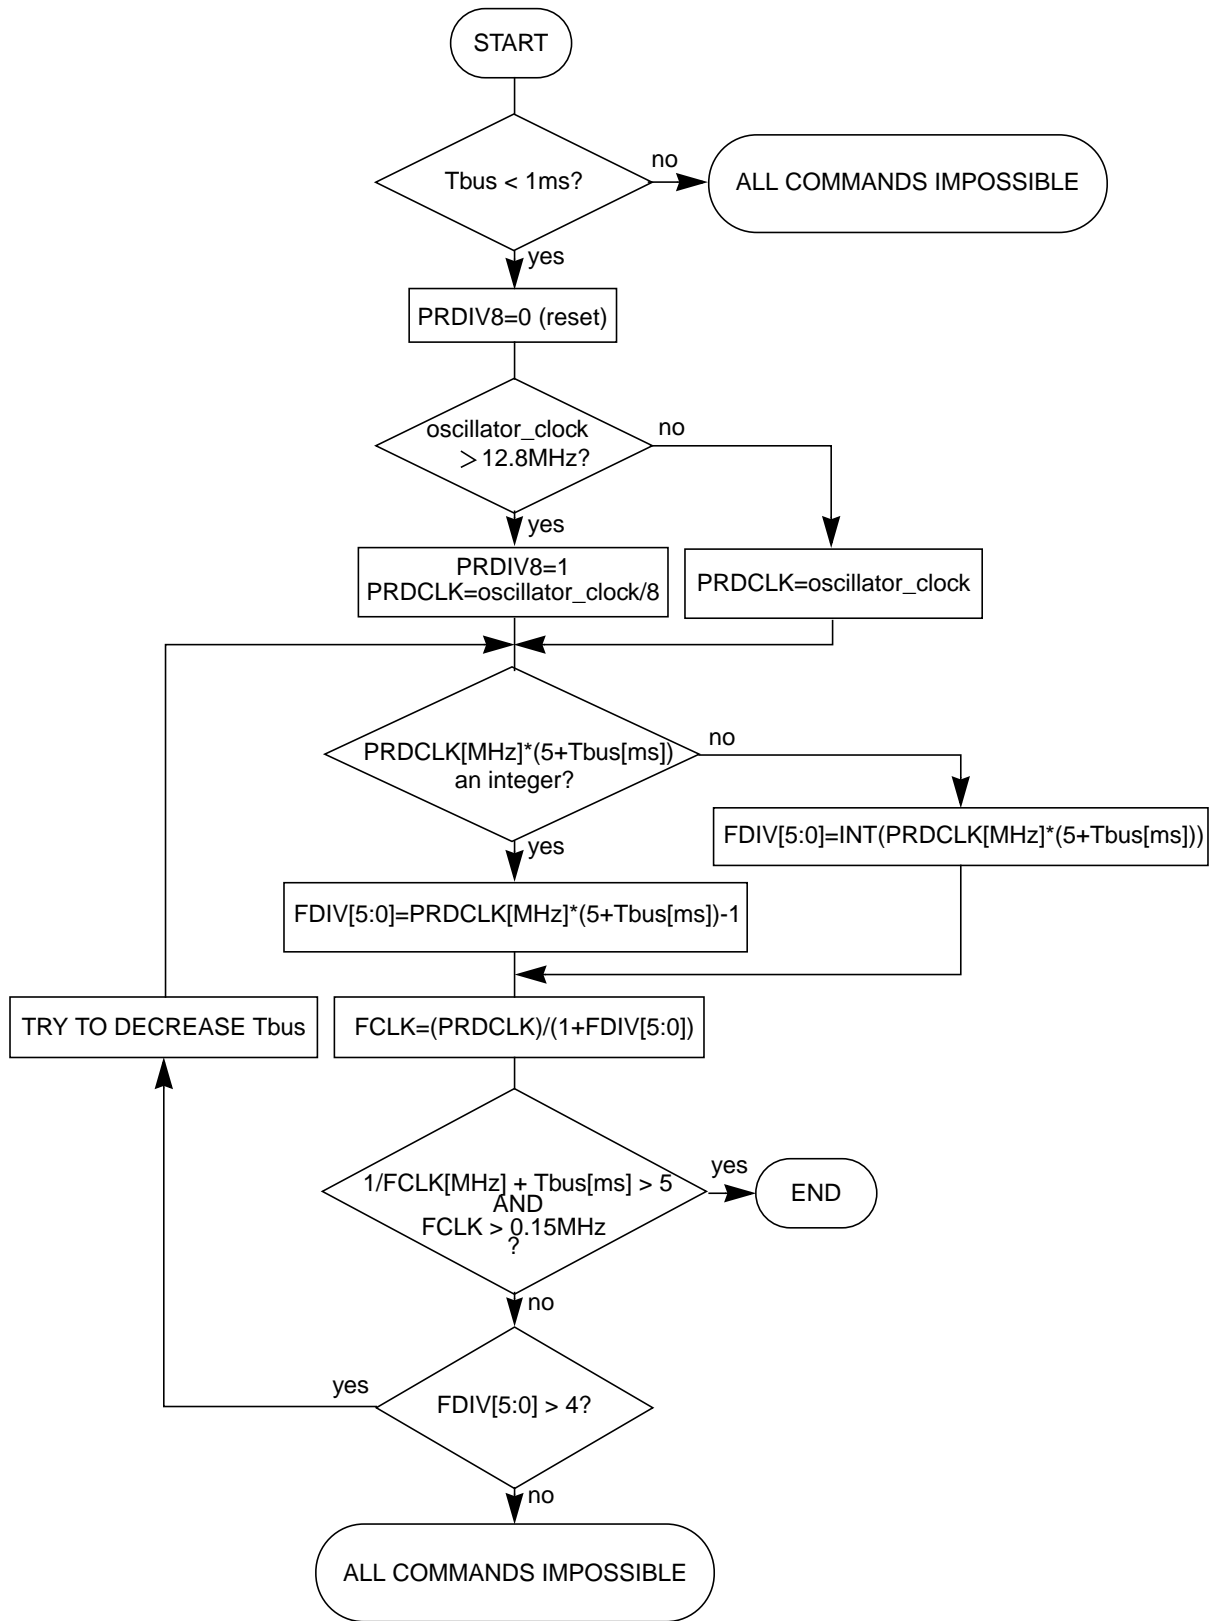 START
Tbus < 1ms?
no
ALL COMMANDS IMPOSSIBLE
yes
PRDIV8=0 (reset)
oscillator_clock
>12.8MHz?
no
yes
PRDIV8=1
PRDCLK=oscillator_clock/8
PRDCLK=oscillator_clock
PRDCLK[MHz]*(5+Tbus[ms])
an integer?
no
yes
FDIV[5:0]=INT(PRDCLK[MHz]*(5+Tbus[ms]))
FDIV[5:0]=PRDCLK[MHz]*(5+Tbus[ms])-1
TRY TO DECREASE Tbus
FCLK=(PRDCLK)/(1+FDIV[5:0])
1/FCLK[MHz] + Tbus[ms] > 5
AND
FCLK > 0.15MHz
?
yes
END
no
FDIV[5:0] > 4?
yes
no
ALL COMMANDS IMPOSSIBLE